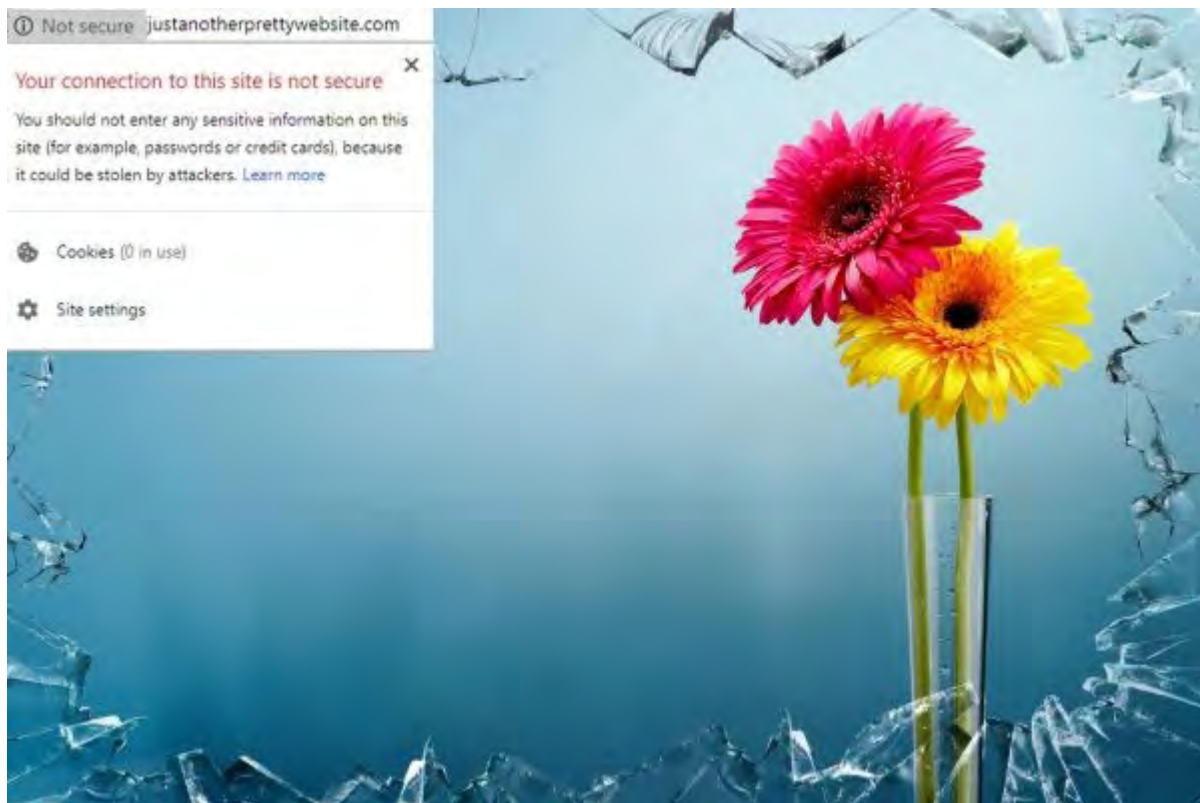 Not secure justanotherprettywebsite.com
Your connection to this site is not secure
You should not enter any sensitive information on this
site (for example, passwords or credit cards), because
it could be stolen by attackers. Learn more
Cookies (0 in use)
Site settings